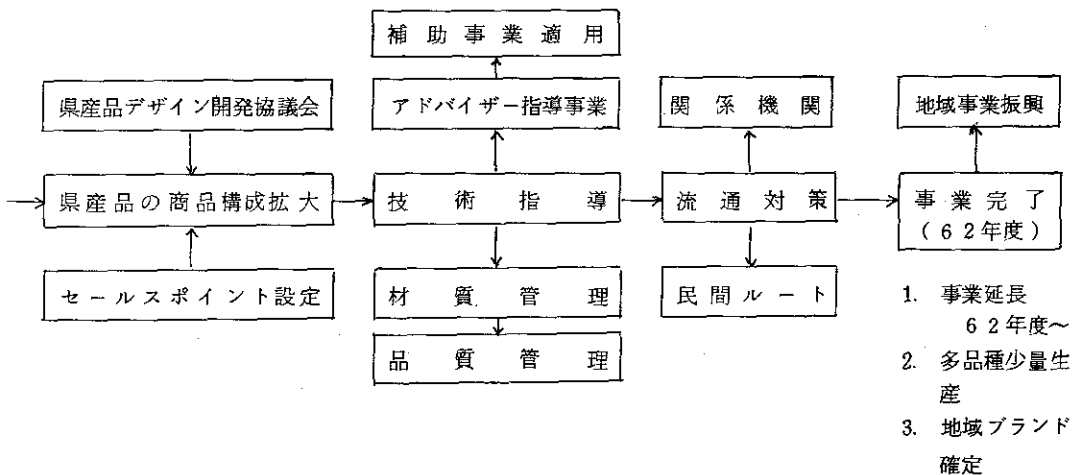 補助事業適用
県産品デザイン開発協議会
アドバイザー指導事業
関係機関
地域事業振興
県産品の商品構成拡大
技術指導
流通対策
事業完了
(62年度)
セールスポイント設定
材質管理
民間ルート
品質管理
1. 事業延長
62年度~
2. 多品種少量生
産
3. 地域ブランド
確定